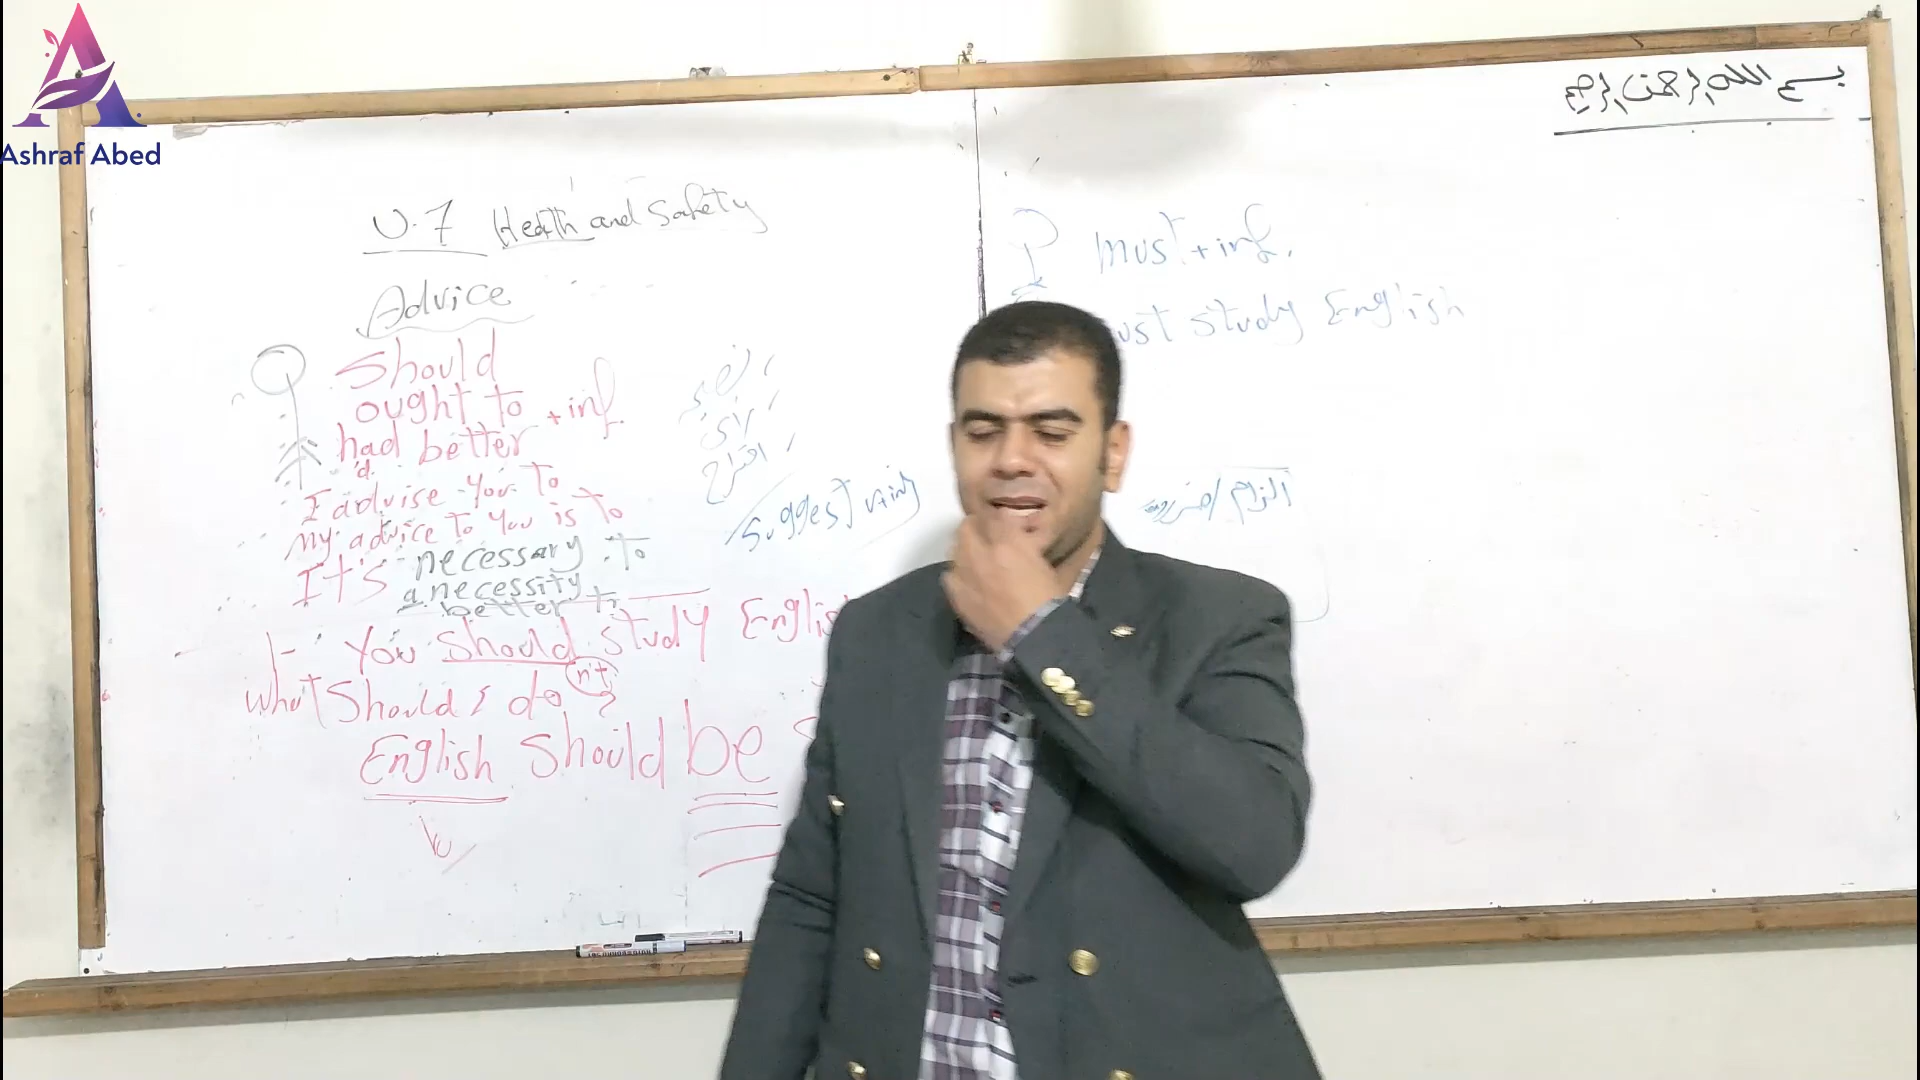 Ashraf Abed
بسم الله الرحمن الرحيم
U.7 Health and Safety
Advice
should
ought to + inf.
had better
'd
I advise you to
My advice to you is to
It's necessary to
a necessity
better to
1- You should study English
n't
What should I do?
English should be
suggest v+ing
اقتراح
must + inf.
must study English
الزام / ضرورة